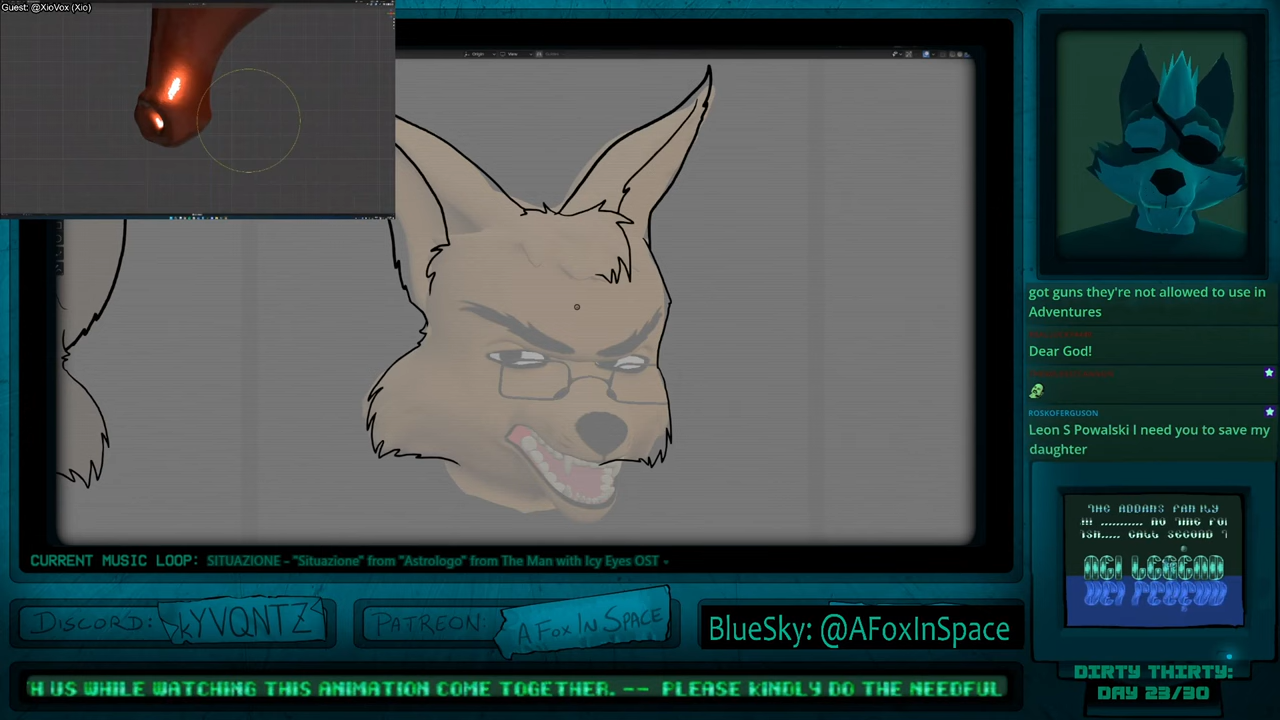 Guest: @XioVox (Xio)
got guns they're not allowed to use in
Adventures
Dear God!
ROSKOFERGUSON
Leon S Powalski I need you to save my
daughter
THE ADDAMS FAMILY
CURRENT MUSIC LOOP: SITUAZIONE - "Situazione" from "Astrologo" from The Man with Icy Eyes OST -
DISCORD: kYVQNTZ
PATREON: AFoxInSpace
BlueSky: @AFoxInSpace
H US WHILE WATCHING THIS ANIMATION COME TOGETHER. -- PLEASE KINDLY DO THE NEEDFUL
DIRTY THIRTY:
DAY 23/30